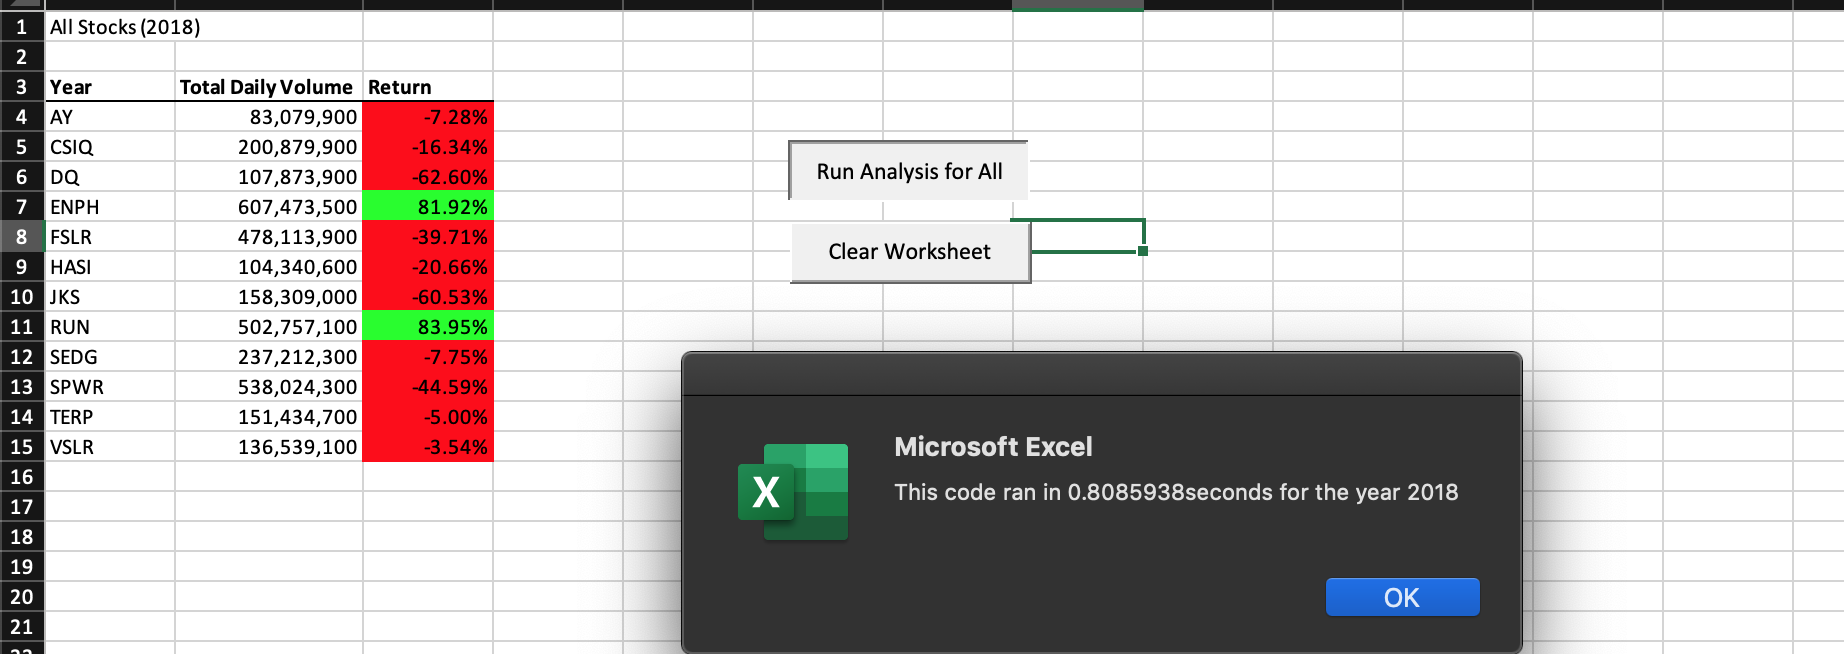 1 All Stocks (2018)
2
3 Year Total Daily Volume Return
4 AY 83,079,900 -7.28%
5 CSIQ 200,879,900 -16.34%
6 DQ 107,873,900 -62.60%
7 ENPH 607,473,500 81.92%
8 FSLR 478,113,900 -39.71%
9 HASI 104,340,600 -20.66%
10 JKS 158,309,000 -60.53%
11 RUN 502,757,100 83.95%
12 SEDG 237,212,300 -7.75%
13 SPWR 538,024,300 -44.59%
14 TERP 151,434,700 -5.00%
15 VSLR 136,539,100 -3.54%
16
17
18
19
20
21
Run Analysis for All
Clear Worksheet
Microsoft Excel
X
This code ran in 0.8085938seconds for the year 2018
OK